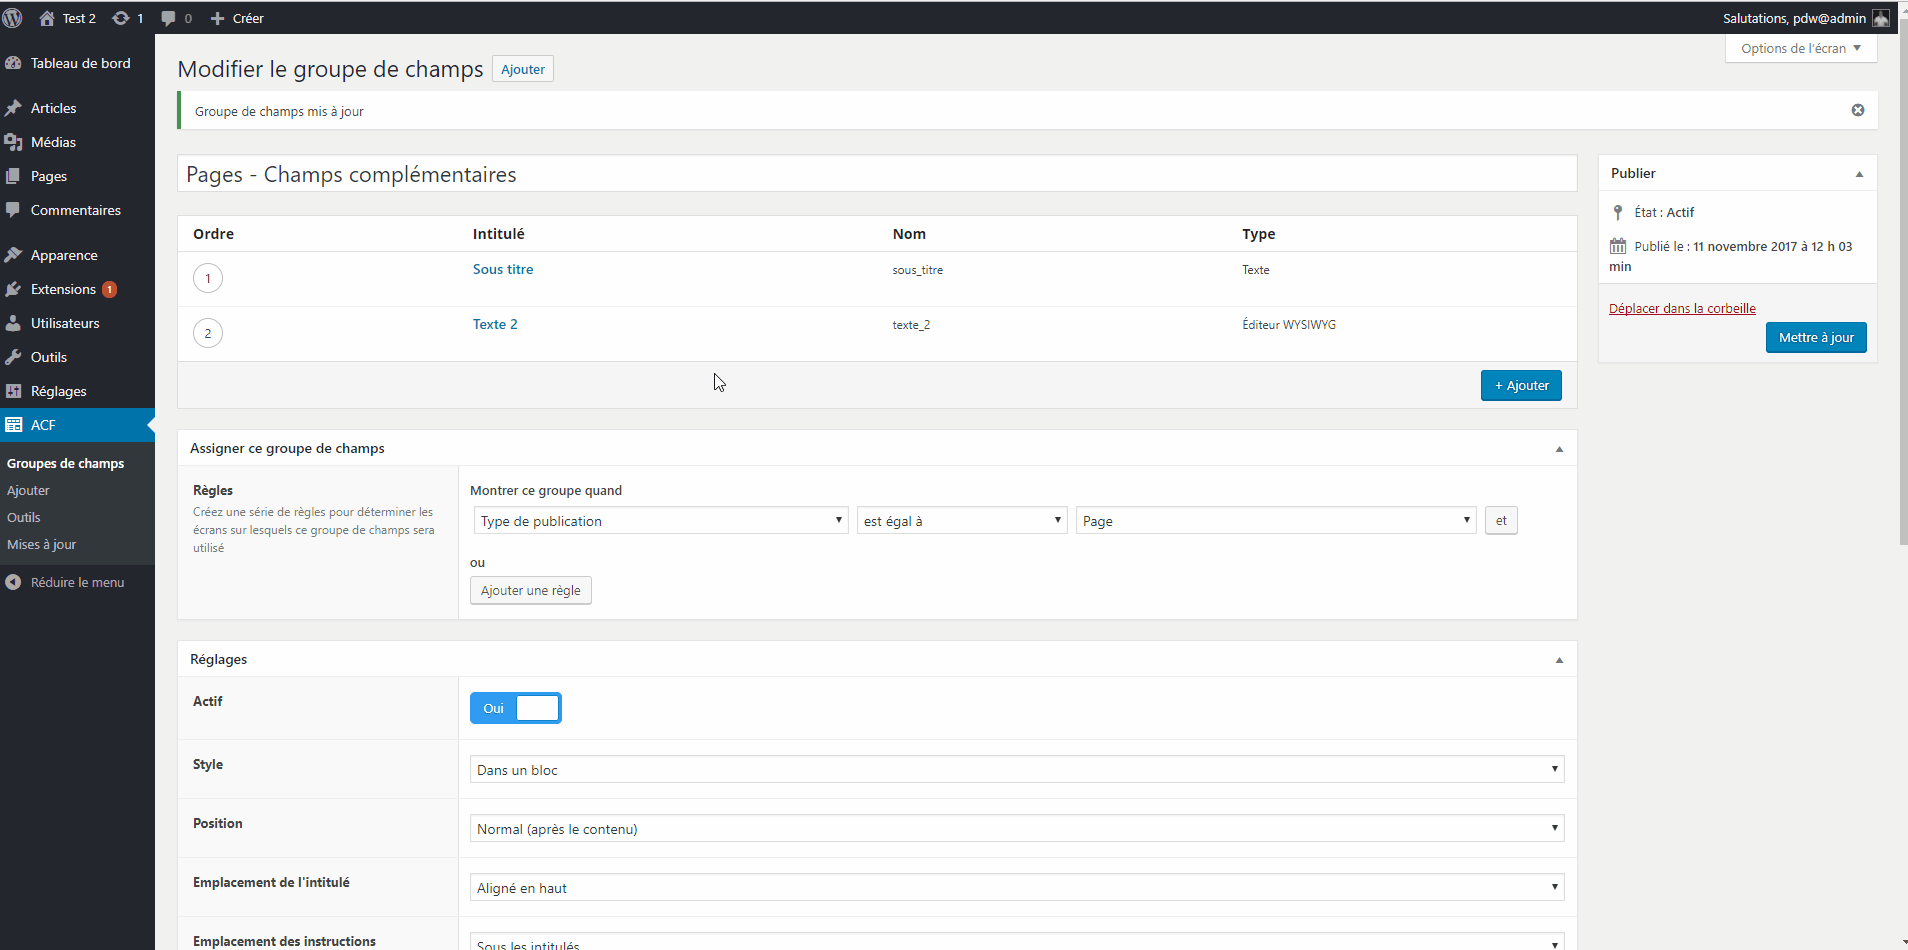 Test 2 1 0 Créer
Salutations, pdw@admin
Options de l'écran
Tableau de bord
Articles
Médias
Pages
Commentaires
Apparence
Extensions 1
Utilisateurs
Outils
Réglages
ACF
Groupes de champs
Ajouter
Outils
Mises à jour
Réduire le menu
Modifier le groupe de champs Ajouter
Groupe de champs mis à jour
Pages - Champs complémentaires
Ordre Intitulé Nom Type
1 Sous titre sous_titre Texte
2 Texte 2 texte_2 Éditeur WYSIWYG
+ Ajouter
Assigner ce groupe de champs
Règles
Créez une série de règles pour déterminer les
écrans sur lesquels ce groupe de champs sera
utilisé
Montrer ce groupe quand
Type de publication est égal à Page et
ou
Ajouter une règle
Réglages
Actif Oui
Style Dans un bloc
Position Normal (après le contenu)
Emplacement de l'intitulé Aligné en haut
Emplacement des instructions Sous les intitulés
Publier
État : Actif
Publié le : 11 novembre 2017 à 12 h 03
min
Déplacer dans la corbeille
Mettre à jour